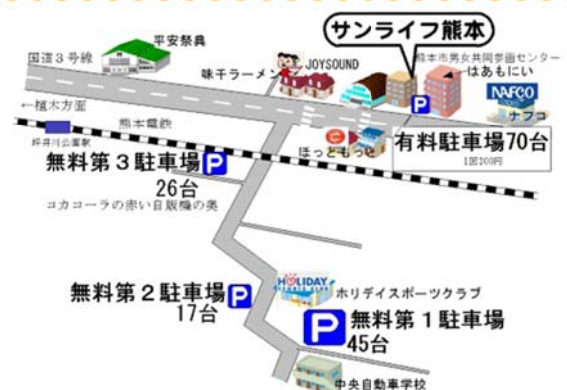 サンライフ熊本
平安祭典
国道3号線
JOYSOUND
味千ラーメン
熊本市男女共同参画センター
はあもにい
NAFCO
ナフコ
←植木方面
熊本電鉄
坪井川公園駅
ほっともっと
有料駐車場70台
1回200円
無料第3駐車場 P
26台
コカコーラの赤い自販機の奥
HOLIDAY
SPORTS CLUB
ホリデイスポーツクラブ
無料第2駐車場 P
17台
P 無料第1駐車場
45台
中央自動車学校